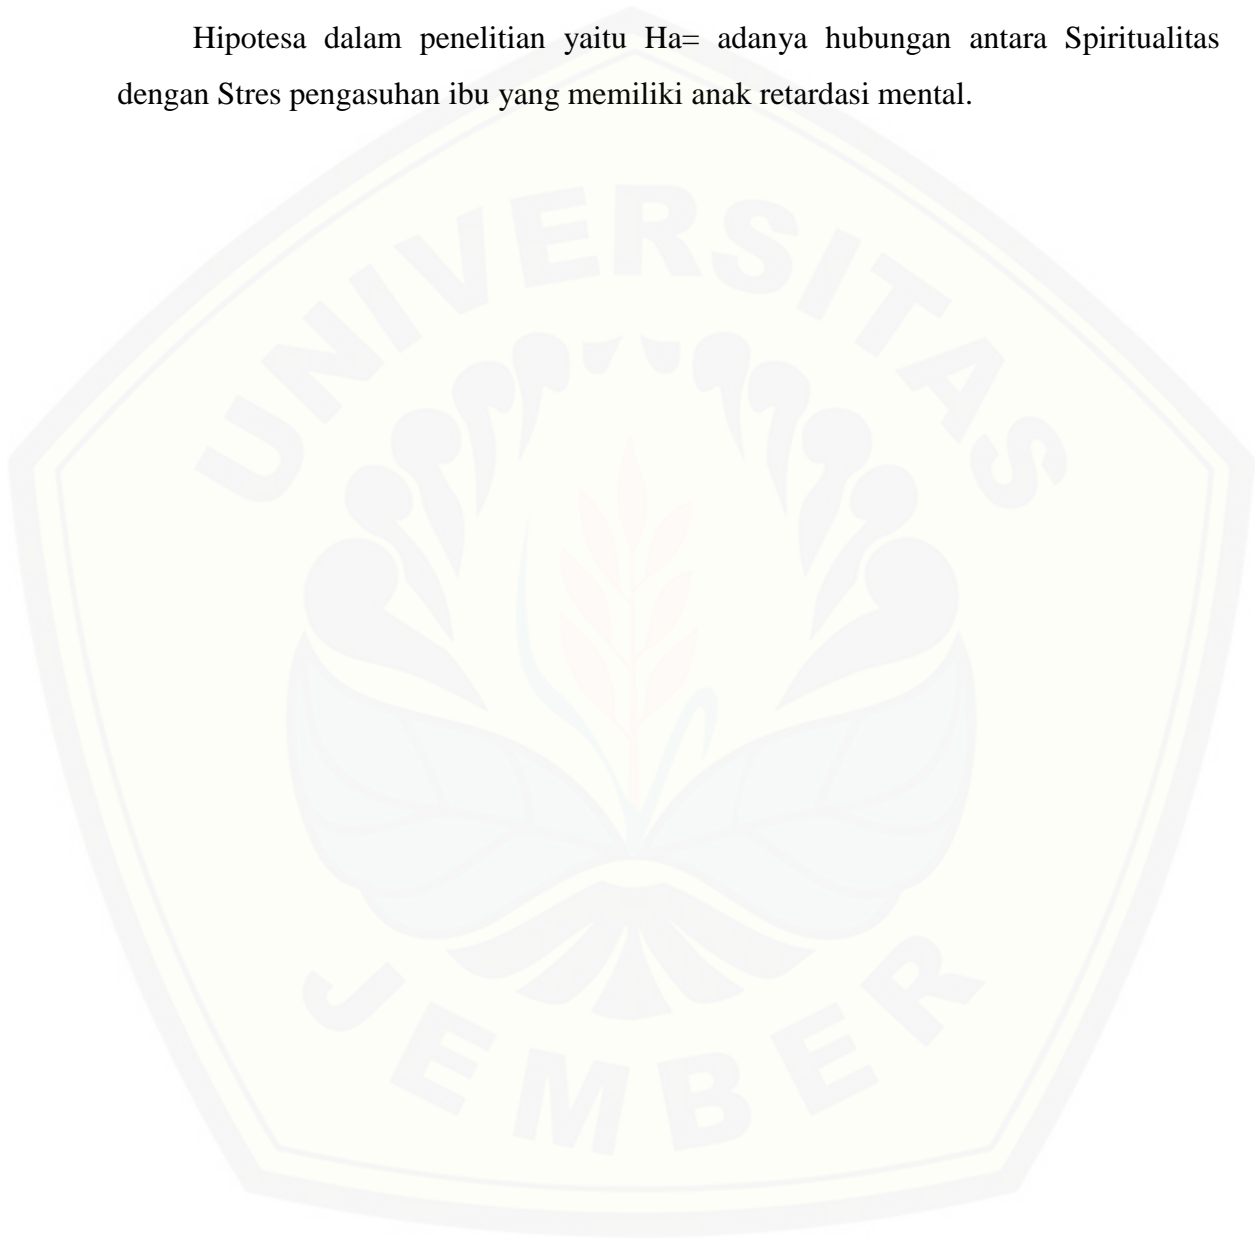 Hipotesa dalam penelitian yaitu Ha= adanya hubungan antara Spiritualitas
dengan Stres pengasuhan ibu yang memiliki anak retardasi mental.
UNIVERSITAS
JEMBER